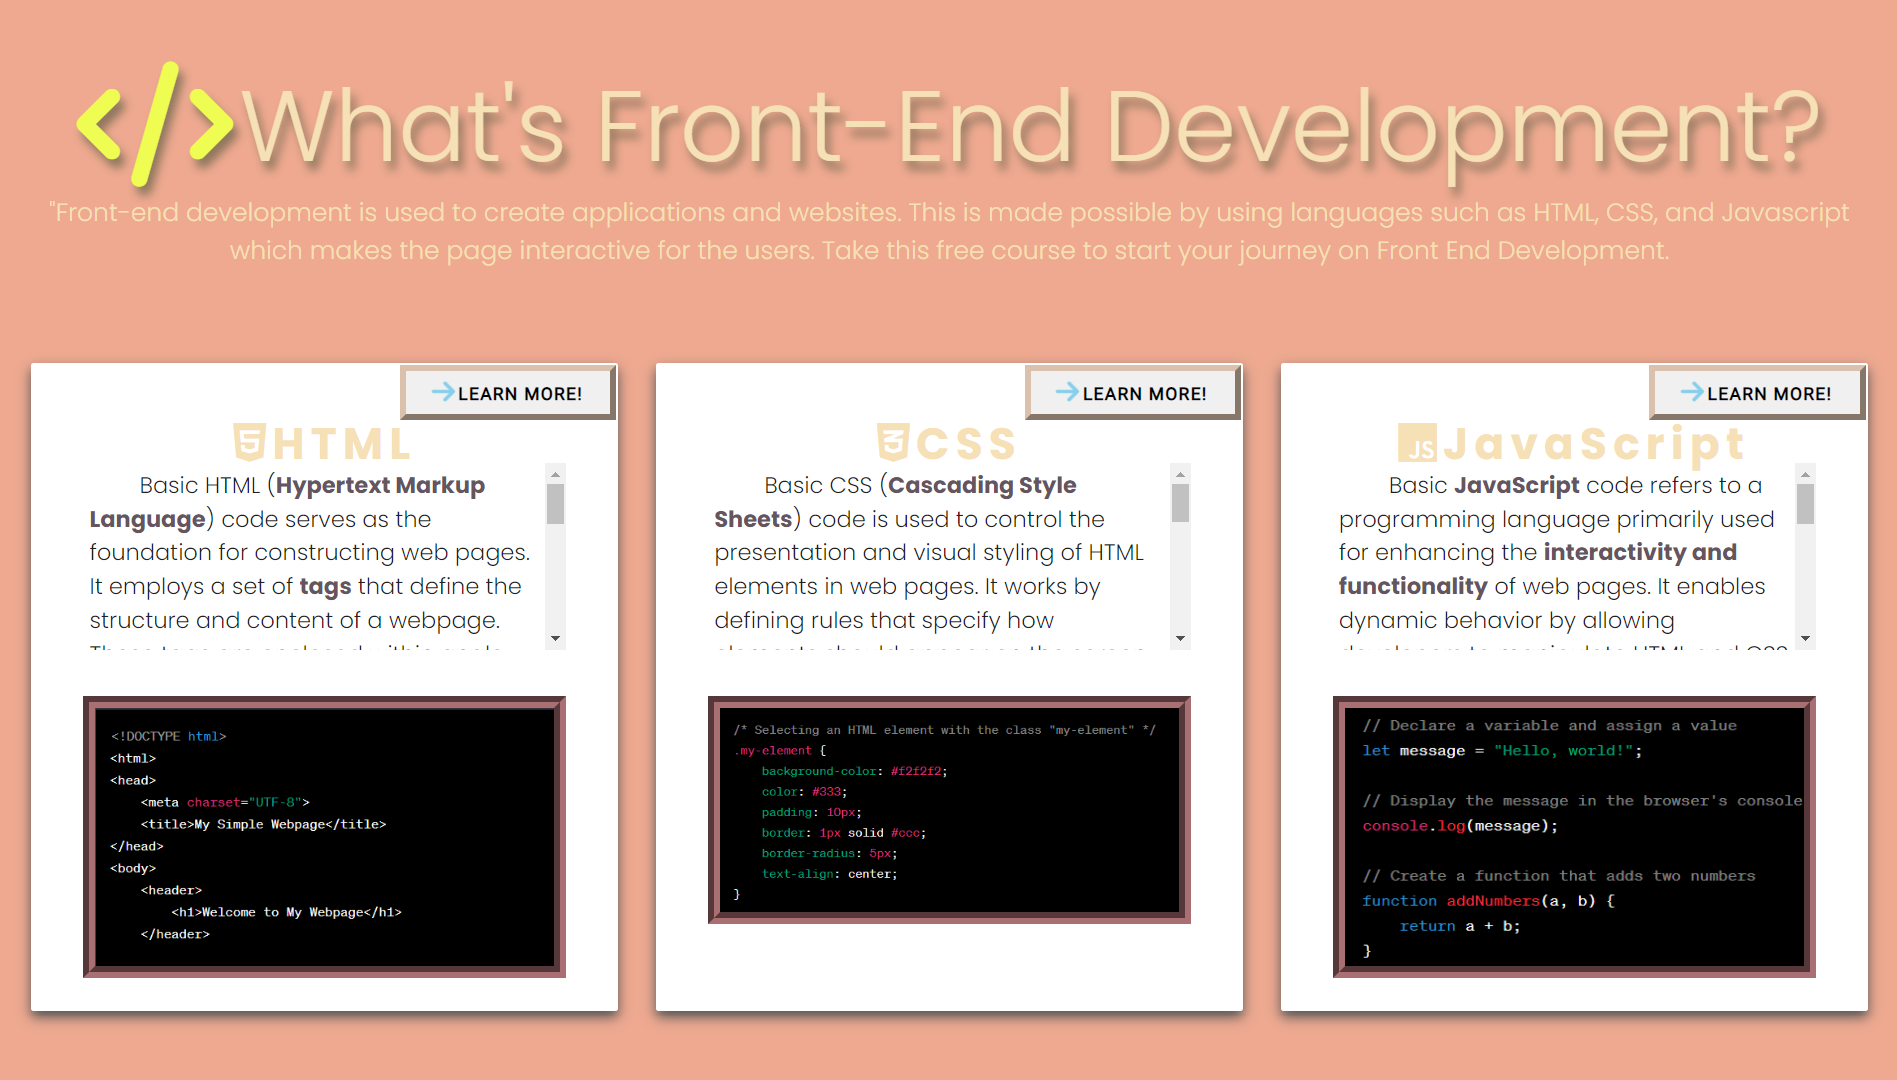 </>What's Front-End Development?
"Front-end development is used to create applications and websites. This is made possible by using languages such as HTML, CSS, and Javascript
which makes the page interactive for the users. Take this free course to start your journey on Front End Development.
LEARN MORE!
HTML
Basic HTML (Hypertext Markup
Language) code serves as the
foundation for constructing web pages.
It employs a set of tags that define the
structure and content of a webpage.
<!DOCTYPE html>
<html>
<head>
<meta charset="UTF-8">
<title>My Simple Webpage</title>
</head>
<body>
<header>
<h1>Welcome to My Webpage</h1>
</header>
LEARN MORE!
CSS
Basic CSS (Cascading Style
Sheets) code is used to control the
presentation and visual styling of HTML
elements in web pages. It works by
defining rules that specify how
/* Selecting an HTML element with the class "my-element" */
.my-element {
background-color: #f2f2f2;
color: #333;
padding: 10px;
border: 1px solid #ccc;
border-radius: 5px;
text-align: center;
}
LEARN MORE!
JS JavaScript
Basic JavaScript code refers to a
programming language primarily used
for enhancing the interactivity and
functionality of web pages. It enables
dynamic behavior by allowing
// Declare a variable and assign a value
let message = "Hello, world!";
// Display the message in the browser's console
console.log(message);
// Create a function that adds two numbers
function addNumbers(a, b) {
return a + b;
}